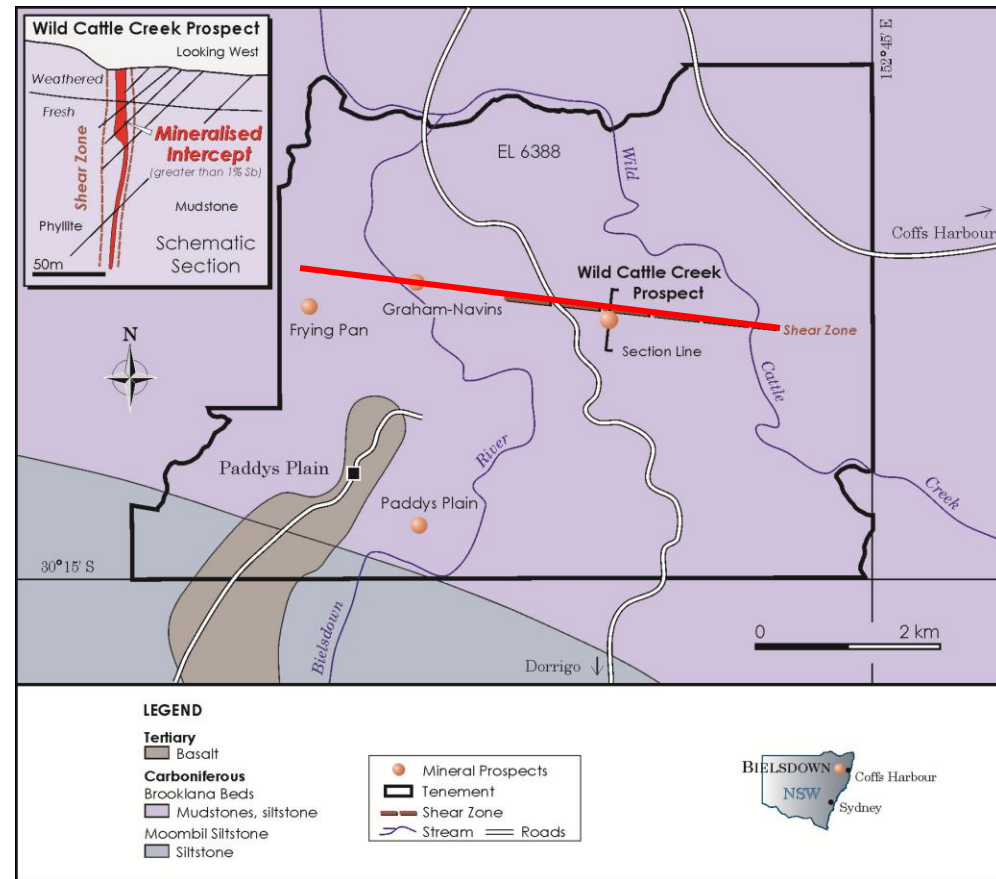 Wild Cattle Creek Prospect
Looking West
Weathered
Fresh
Shear Zone
Mineralised
Intercept
(greater than 1% Sb)
Mudstone
Phyllite
Schematic
Section
50m
152°45' E
EL 6388
Wild
Coffs Harbour
Wild Cattle Creek
Prospect
Graham-Navins
Frying Pan
Shear Zone
Section Line
N
Cattle
River
Paddys Plain
Creek
Paddys Plain
30°15' S
Bielsdown
0 2 km
Dorrigo
LEGEND
Tertiary
Basalt
Carboniferous
Brooklana Beds
Mudstones, siltstone
Moombil Siltstone
Siltstone
Mineral Prospects
Tenement
Shear Zone
Stream Roads
BIELSDOWN
Coffs Harbour
NSW
Sydney